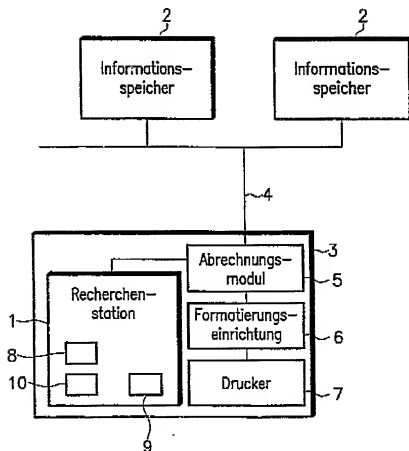 2
2
Informations-
speicher
Informations-
speicher
4
3
Abrechnungs-
modul
5
Recherchen-
station
1
Formatierungs-
einrichtung
6
8
10
Drucker
7
9